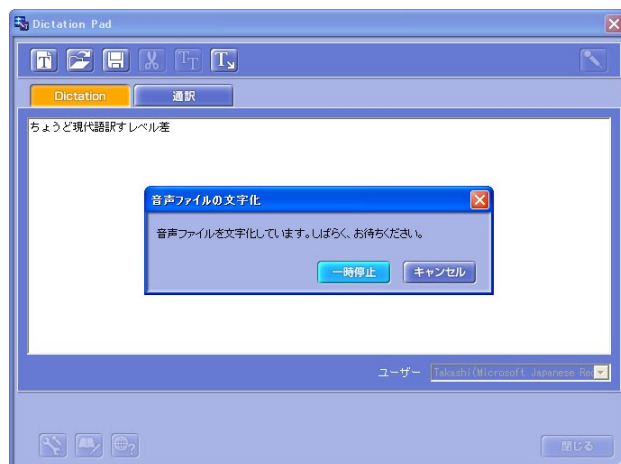 Dictation Pad
Dictation 通訳
ちょうど現代語訳すレベル差
音声ファイルの文字化
音声ファイルを文字化しています。しばらく、お待ちください。
一時停止 キャンセル
ユーザー Takashi(Microsoft Japanese Rec
閉じる